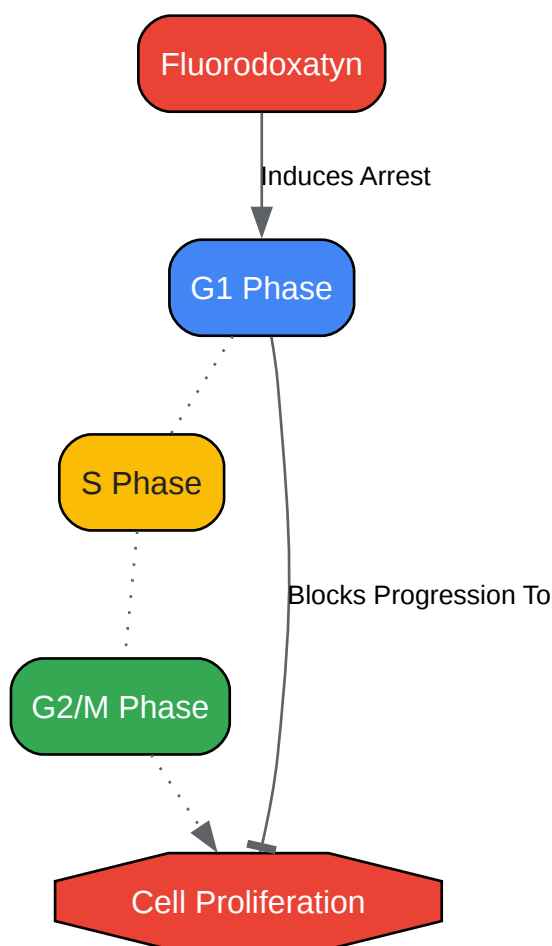 Fluorodoxatyn
Induces Arrest
G1 Phase
S Phase
Blocks Progression To
G2/M Phase
Cell Proliferation